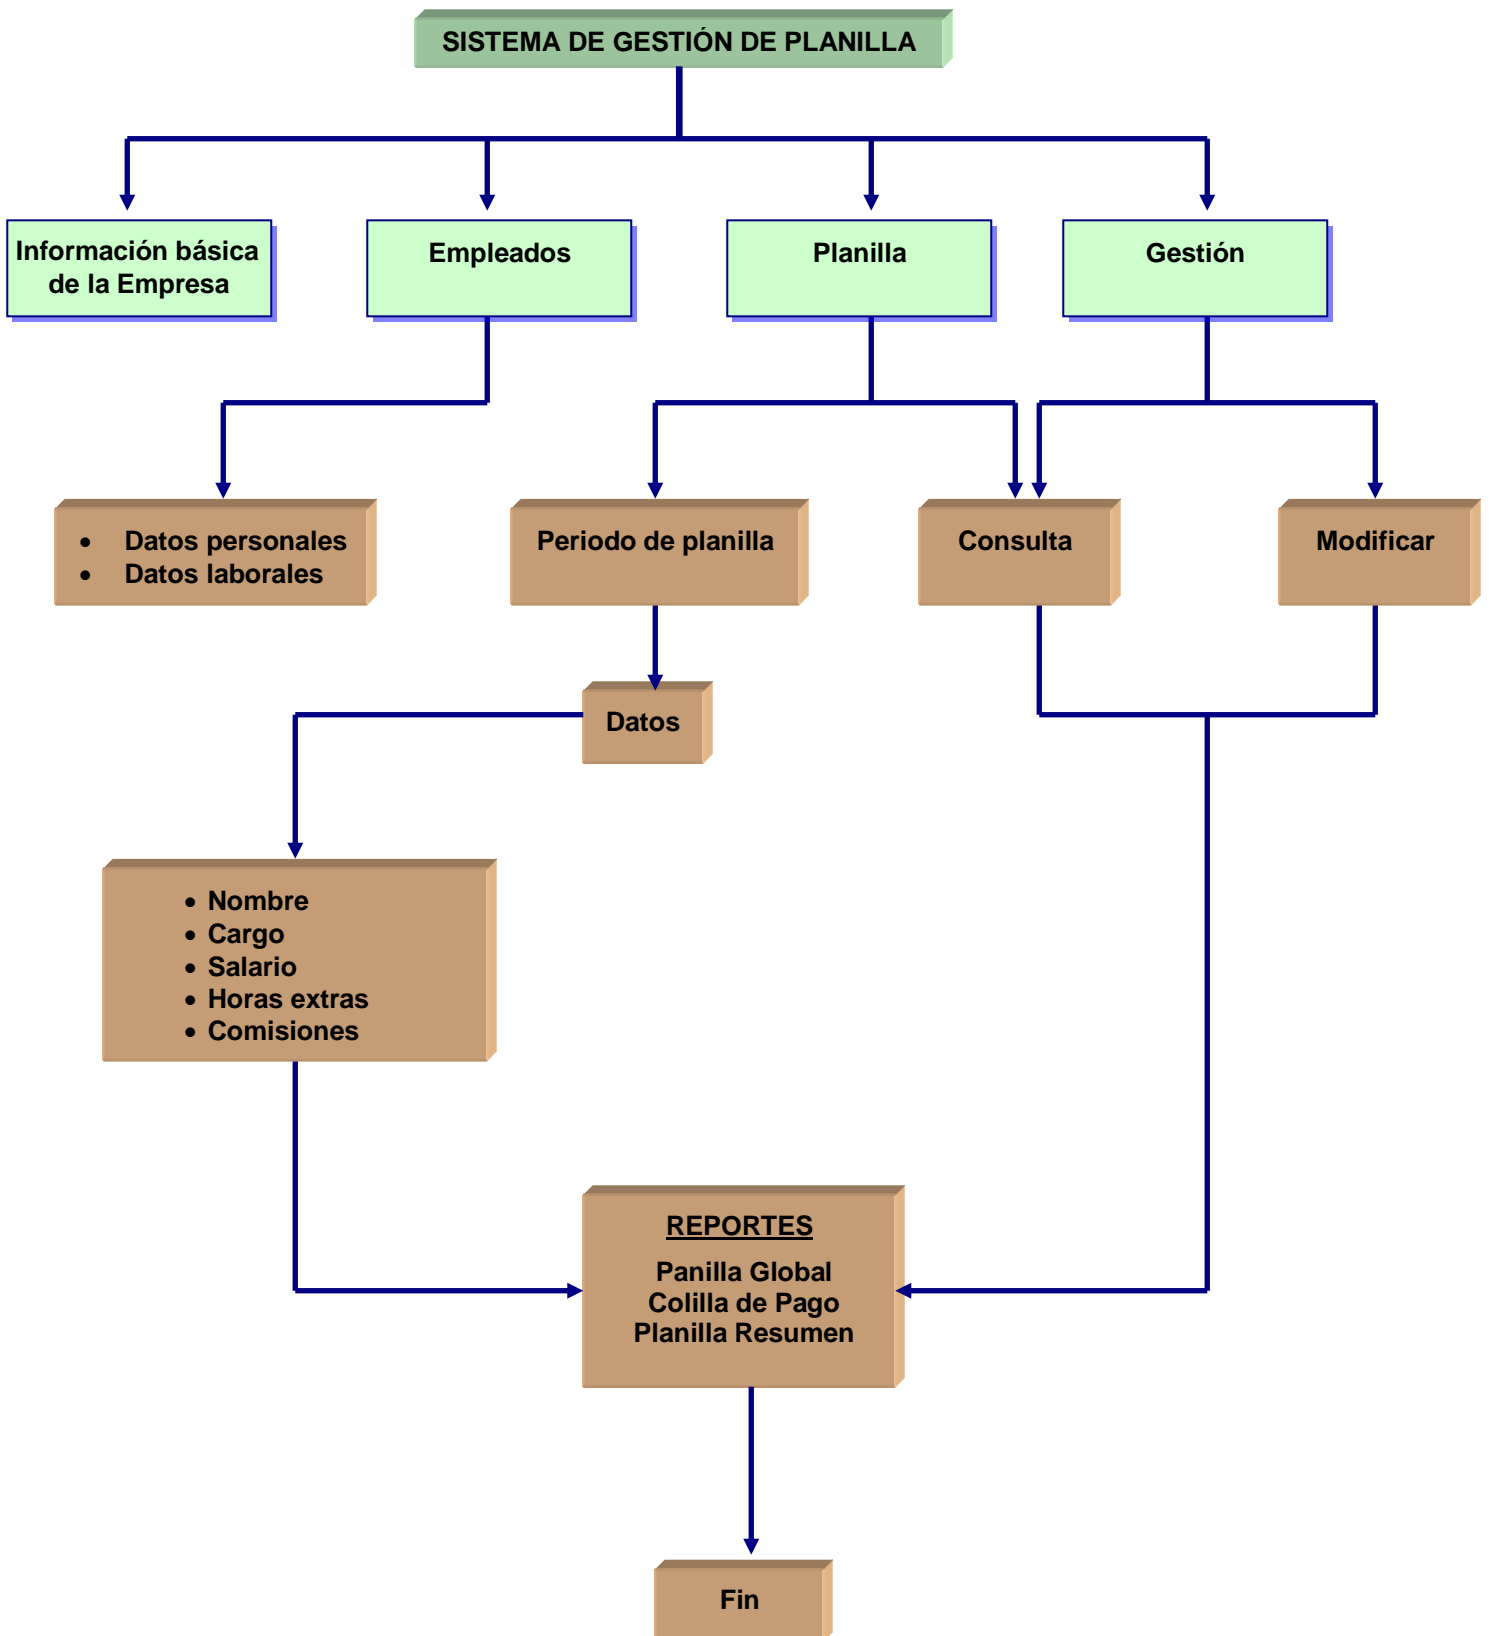 SISTEMA DE GESTIÓN DE PLANILLA
Información básica
de la Empresa
Empleados
Planilla
Gestión
• Datos personales
• Datos laborales
Periodo de planilla
Consulta
Modificar
Datos
• Nombre
• Cargo
• Salario
• Horas extras
• Comisiones
REPORTES
Panilla Global
Colilla de Pago
Planilla Resumen
Fin